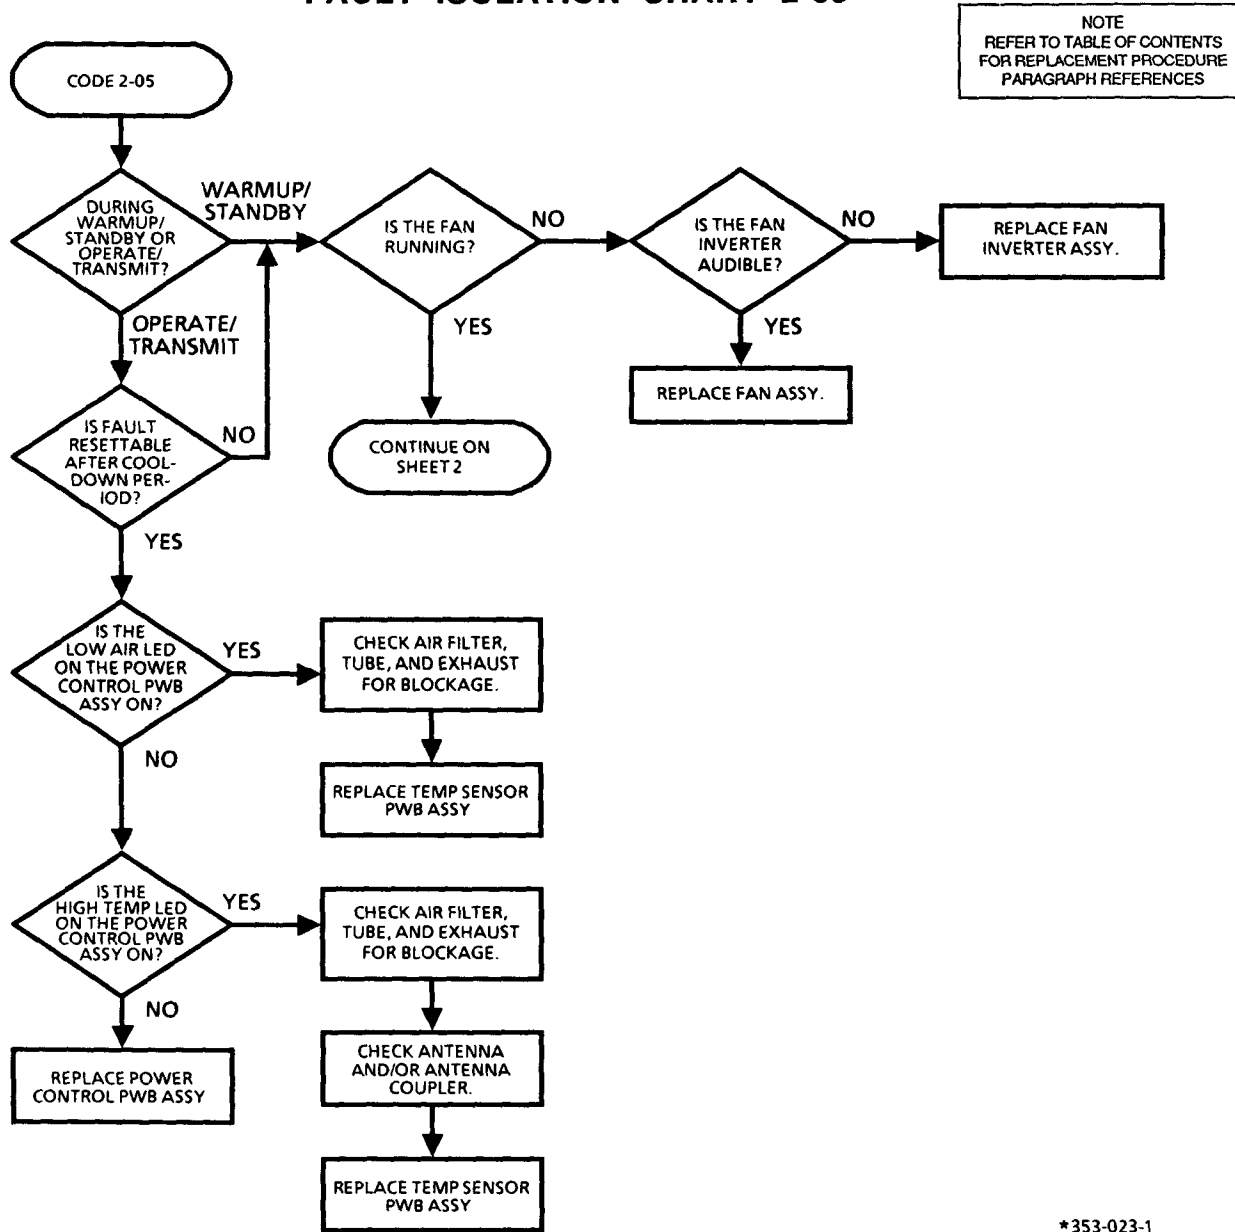 NOTE
REFER TO TABLE OF CONTENTS
FOR REPLACEMENT PROCEDURE
PARAGRAPH REFERENCES
CODE 2-05
DURING
WARMUP/
STANDBY OR
OPERATE/
TRANSMIT?
WARMUP/
STANDBY
IS THE FAN
RUNNING?
NO
IS THE FAN
INVERTER
AUDIBLE?
NO
REPLACE FAN
INVERTER ASSY.
OPERATE/
TRANSMIT
YES
YES
REPLACE FAN ASSY.
IS FAULT
RESETTABLE
AFTER COOL-
DOWN PER-
IOD?
NO
CONTINUE ON
SHEET 2
YES
IS THE
LOW AIR LED
ON THE POWER
CONTROL PWB
ASSY ON?
YES
CHECK AIR FILTER,
TUBE, AND EXHAUST
FOR BLOCKAGE.
NO
REPLACE TEMP SENSOR
PWB ASSY
IS THE
HIGH TEMP LED
ON THE POWER
CONTROL PWB
ASSY ON?
YES
CHECK AIR FILTER,
TUBE, AND EXHAUST
FOR BLOCKAGE.
NO
REPLACE POWER
CONTROL PWB ASSY
CHECK ANTENNA
AND/OR ANTENNA
COUPLER.
REPLACE TEMP SENSOR
PWB ASSY
*353-023-1